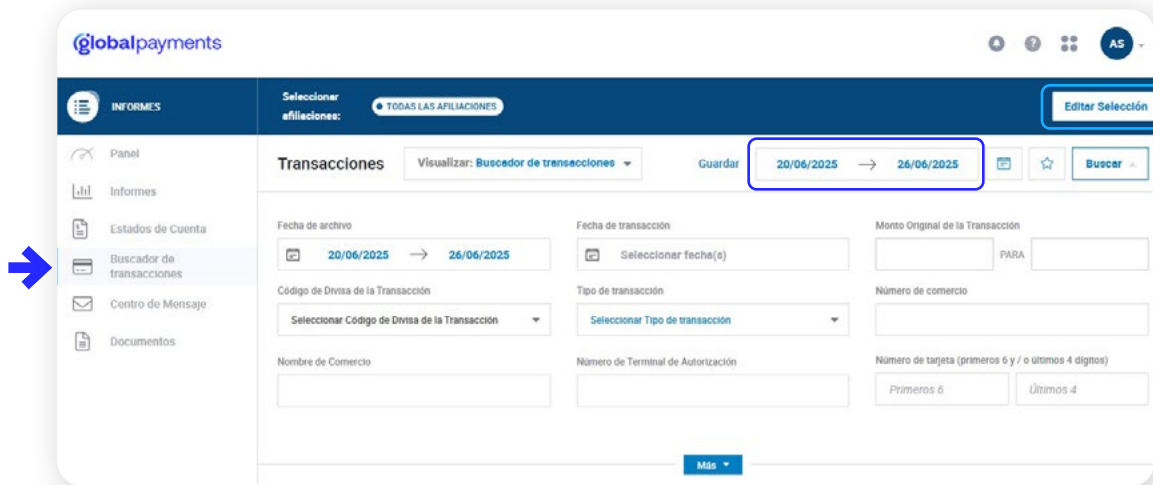 globalpayments
AS
INFORMES
Seleccionar
afiliaciones:
TODAS LAS AFILIACIONES
Editar Selección
Panel
Informes
Estados de Cuenta
Buscador de
transacciones
Centro de Mensaje
Documentos
Transacciones
Visualizar: Buscador de transacciones
Guardar
20/06/2025 → 26/06/2025
Buscar
Fecha de archivo
Fecha de transacción
Monto Original de la Transacción
20/06/2025 → 26/06/2025
Seleccionar fecha(s)
PARA
Código de Divisa de la Transacción
Tipo de transacción
Número de comercio
Seleccionar Código de Divisa de la Transacción
Seleccionar Tipo de transacción
Nombre de Comercio
Número de Terminal de Autorización
Número de tarjeta (primeros 6 y / o últimos 4 dígitos)
Primeros 6
Últimos 4
Más